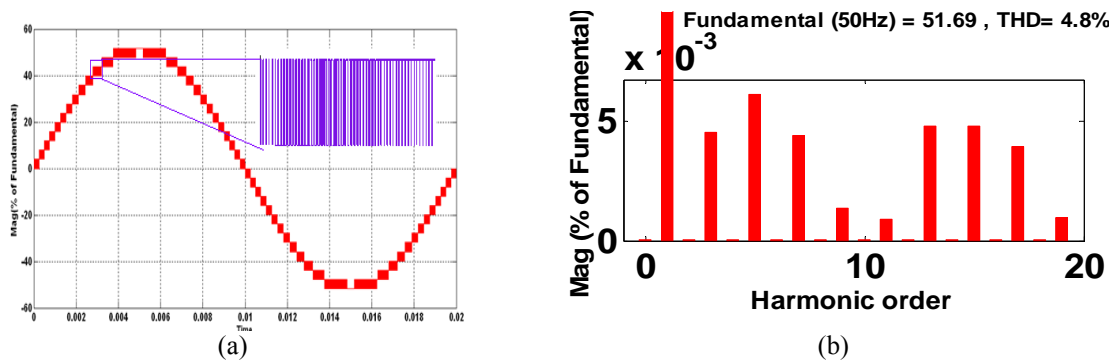 60
40
20
0
-20
-40
-60
Mag(% of Fundamental)
0 0.002 0.004 0.006 0.008 0.01 0.012 0.014 0.016 0.018 0.02
Time
(a)
Fundamental (50Hz) = 51.69 , THD= 4.8%
x 10-3
5
0
Mag (% of Fundamental)
0 10 20
Harmonic order
(b)